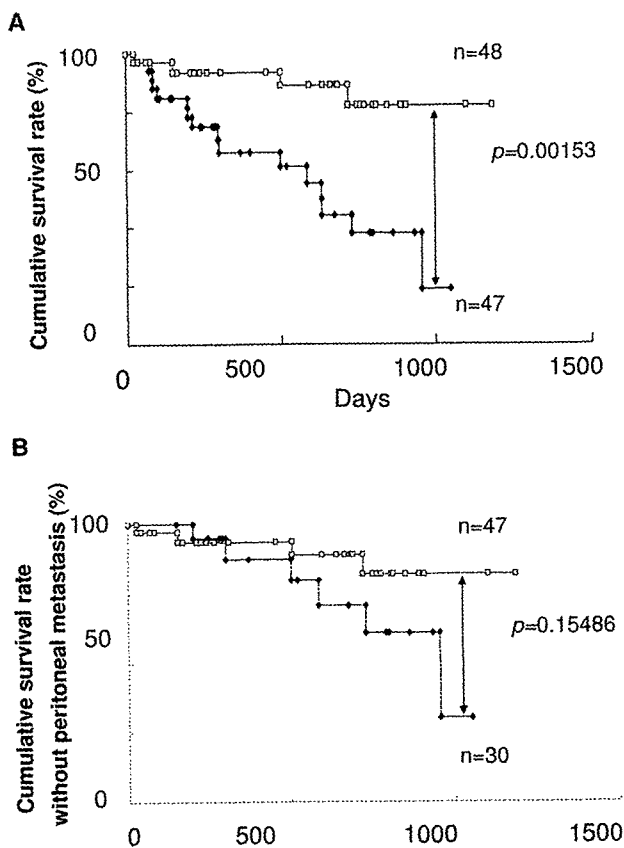 A
Cumulative survival rate (%)
100
50
0
n=48
p=0.00153
n=47
0 500 1000 1500
Days
B
Cumulative survival rate
without peritoneal metastasis (%)
100
50
0
n=47
p=0.15486
n=30
0 500 1000 1500